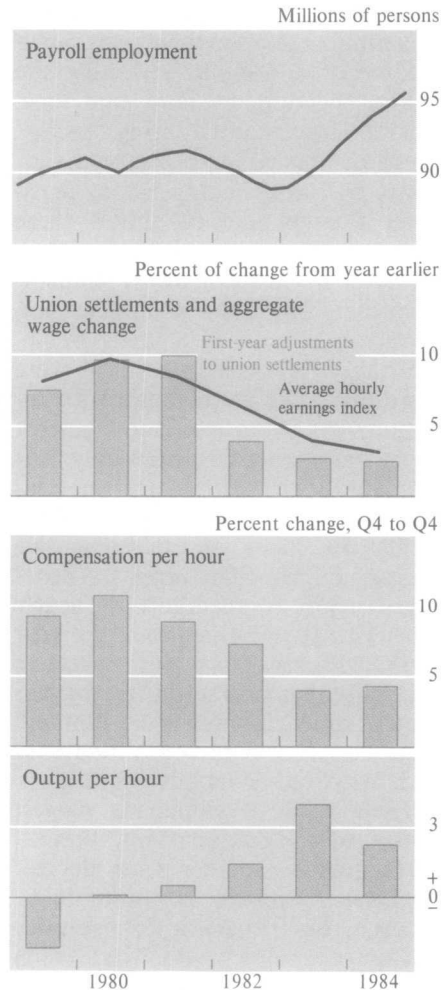 Millions of persons
Payroll employment
95
90
Percent of change from year earlier
Union settlements and aggregate
wage change
First-year adjustments
to union settlements
Average hourly
earnings index
10
5
Percent change, Q4 to Q4
Compensation per hour
10
5
Output per hour
3
+
0
–
1980
1982
1984